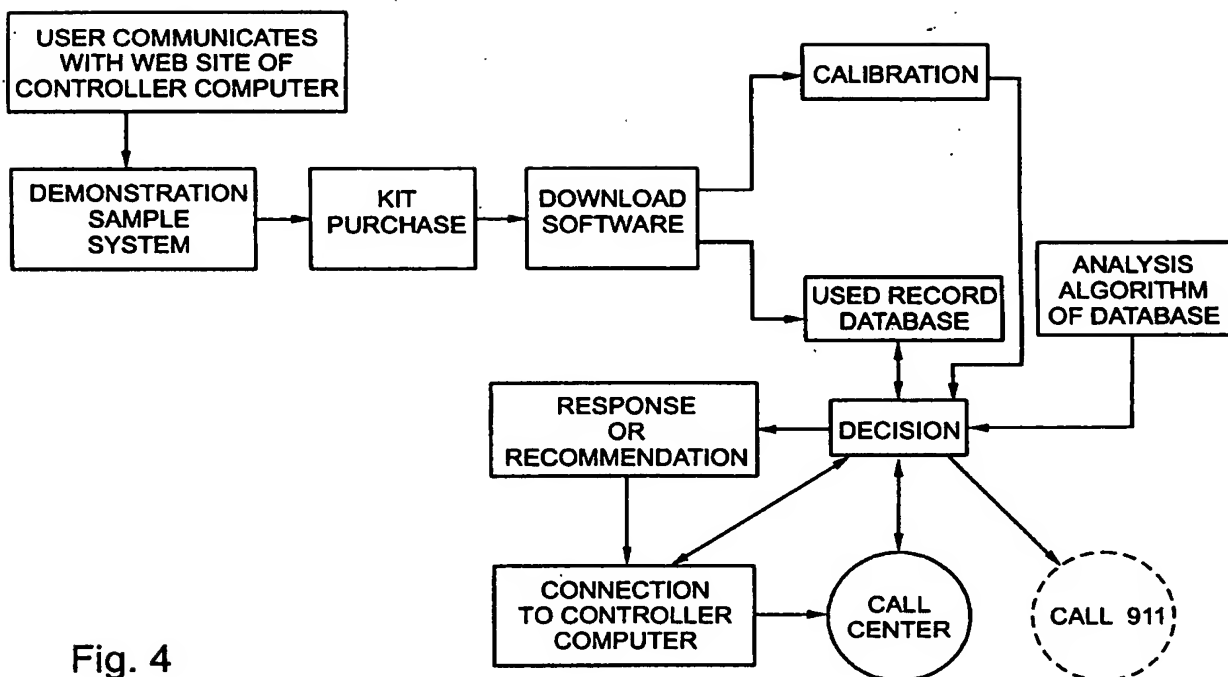 USER COMMUNICATES
WITH WEB SITE OF
CONTROLLER COMPUTER
CALIBRATION
DEMONSTRATION
SAMPLE
SYSTEM
KIT
PURCHASE
DOWNLOAD
SOFTWARE
USED RECORD
DATABASE
ANALYSIS
ALGORITHM
OF DATABASE
RESPONSE
OR
RECOMMENDATION
DECISION
CONNECTION
TO CONTROLLER
COMPUTER
CALL
CENTER
CALL 911
Fig. 4